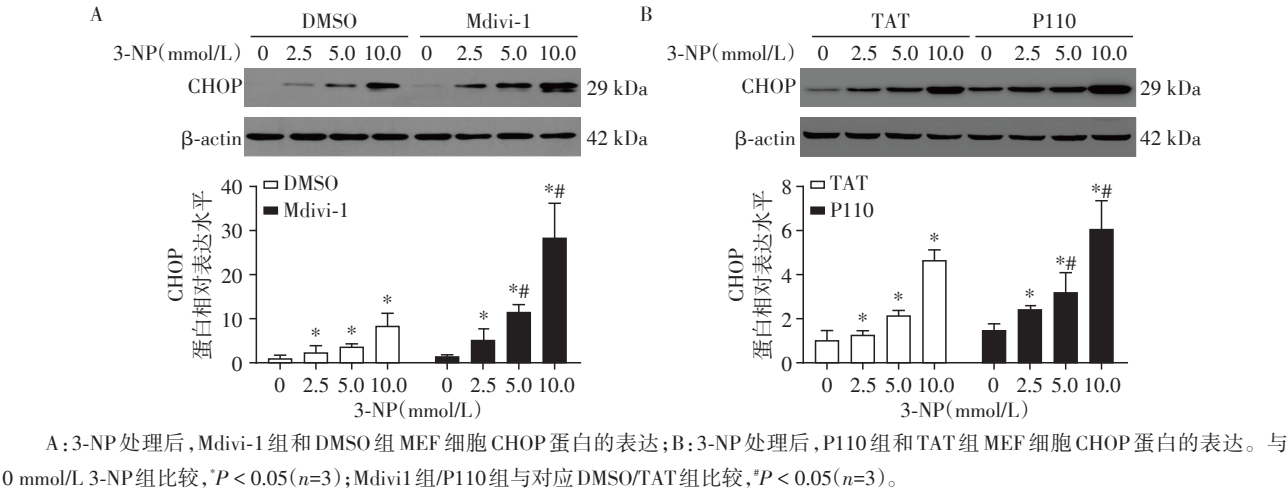 A
DMSO Mdivi-1
3-NP(mmol/L) 0 2.5 5.0 10.0 0 2.5 5.0 10.0
CHOP 29 kDa
β-actin 42 kDa
40
30
20
10
0
CHOP
蛋白相对表达水平
DMSO
Mdivi-1
* * * * *# *#
0 2.5 5.0 10.0 0 2.5 5.0 10.0
3-NP(mmol/L)
B
TAT P110
3-NP(mmol/L) 0 2.5 5.0 10.0 0 2.5 5.0 10.0
CHOP 29 kDa
β-actin 42 kDa
8
6
4
2
0
CHOP
蛋白相对表达水平
TAT
P110
* * * * *# *#
0 2.5 5.0 10.0 0 2.5 5.0 10.0
3-NP(mmol/L)
A:3-NP处理后,Mdivi-1组和DMSO组MEF细胞CHOP蛋白的表达;B:3-NP处理后,P110组和TAT组MEF细胞CHOP蛋白的表达。与
0 mmol/L 3-NP组比较,*P < 0.05(n=3);Mdivi1组/P110组与对应DMSO/TAT组比较,#P < 0.05(n=3)。